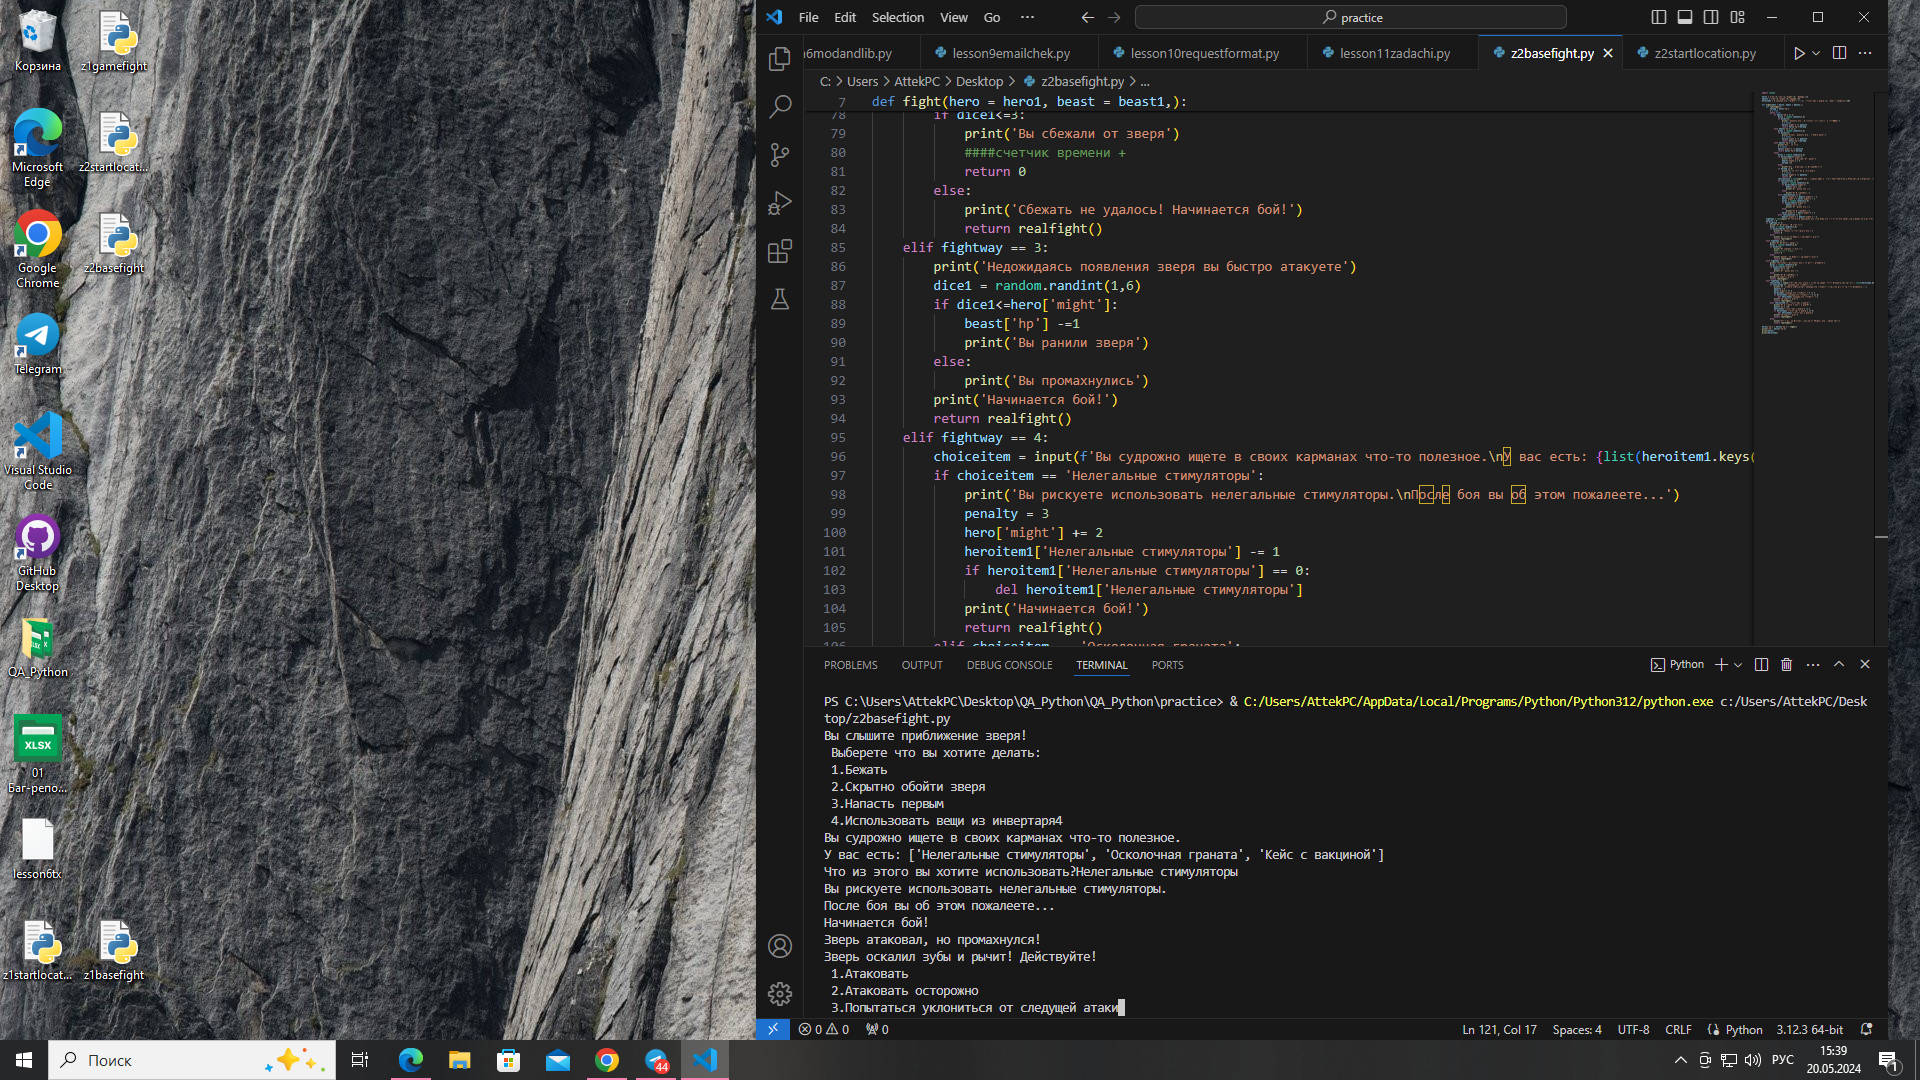 Корзина
z1gamefight
Microsoft Edge
z2startlocat...
Google Chrome
z2basefight
Telegram
Visual Studio Code
GitHub Desktop
QA_Python
XLSX
01 Баг-репо...
lesson6tx
z1startlocat...
z1basefight
File Edit Selection View Go ···
practice
n6modandlib.py
lesson9emailchek.py
lesson10requestformat.py
lesson11zadachi.py
z2basefight.py
z2startlocation.py
C: > Users > AttekPC > Desktop > z2basefight.py > ...
7 def fight(hero = hero1, beast = beast1,):
78 if dice1<=3:
79 print('Вы сбежали от зверя')
80 ####счетчик времени +
81 return 0
82 else:
83 print('Сбежать не удалось! Начинается бой!')
84 return realfight()
85 elif fightway == 3:
86 print('Недожидаясь появления зверя вы быстро атакуете')
87 dice1 = random.randint(1,6)
88 if dice1<=hero['might']:
89 beast['hp'] -=1
90 print('Вы ранили зверя')
91 else:
92 print('Вы промахнулись')
93 print('Начинается бой!')
94 return realfight()
95 elif fightway == 4:
96 choiceitem = input(f'Вы судрожно ищете в своих карманах что-то полезное.\nУ вас есть: {list(heroitem1.keys(
97 if choiceitem == 'Нелегальные стимуляторы':
98 print('Вы рискуете использовать нелегальные стимуляторы.\nПосле боя вы об этом пожалеете...')
99 penalty = 3
100 hero['might'] += 2
101 heroitem1['Нелегальные стимуляторы'] -= 1
102 if heroitem1['Нелегальные стимуляторы'] == 0:
103 del heroitem1['Нелегальные стимуляторы']
104 print('Начинается бой!')
105 return realfight()
106 elif choiceitem == 'Осколочная граната':
PROBLEMS OUTPUT DEBUG CONSOLE TERMINAL PORTS
Python
PS C:\Users\AttekPC\Desktop\QA_Python\QA_Python\practice> & C:/Users/AttekPC/AppData/Local/Programs/Python/Python312/python.exe c:/Users/AttekPC/Desk
top/z2basefight.py
Вы слышите приближение зверя!
Выберете что вы хотите делать:
1.Бежать
2.Скрытно обойти зверя
3.Напасть первым
4.Использовать вещи из инвертаря4
Вы судрожно ищете в своих карманах что-то полезное.
У вас есть: ['Нелегальные стимуляторы', 'Осколочная граната', 'Кейс с вакциной']
Что из этого вы хотите использовать?Нелегальные стимуляторы
Вы рискуете использовать нелегальные стимуляторы.
После боя вы об этом пожалеете...
Начинается бой!
Зверь атаковал, но промахнулся!
Зверь оскалил зубы и рычит! Действуйте!
1.Атаковать
2.Атаковать осторожно
3.Попытаться уклониться от следущей атаки
0 0 0
Ln 121, Col 17 Spaces: 4 UTF-8 CRLF Python 3.12.3 64-bit
Поиск
44
РУС
15:39
20.05.2024
1